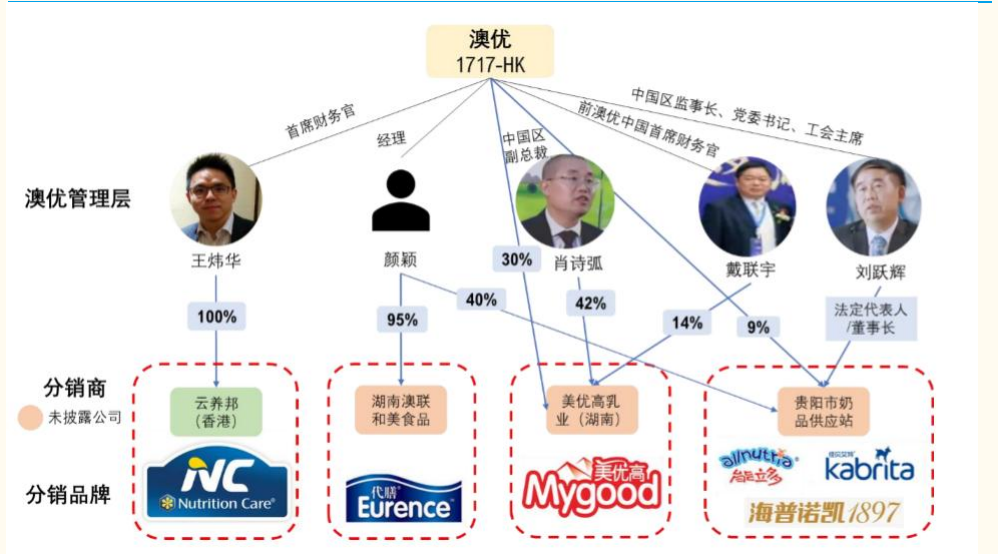 澳优
1717-HK
首席财务官
经理
中国区
副总裁
前澳优中国首席财务官
中国区监事长、党委书记、工会主席
澳优管理层
王炜华
颜颖
肖诗弧
戴联宇
刘跃辉
30%
40%
42%
100%
95%
14%
9%
法定代表人
/董事长
分销商
未披露公司
云养邦
(香港)
湖南澳联
和美食品
美优高乳
业（湖南）
贵阳市奶
品供应站
分销品牌
NC
Nutrition Care®
代膳®
Eurence®
美优高
Mygood
allnutria®
能立多
佳贝艾特®
kabrita
海普诺凯1897